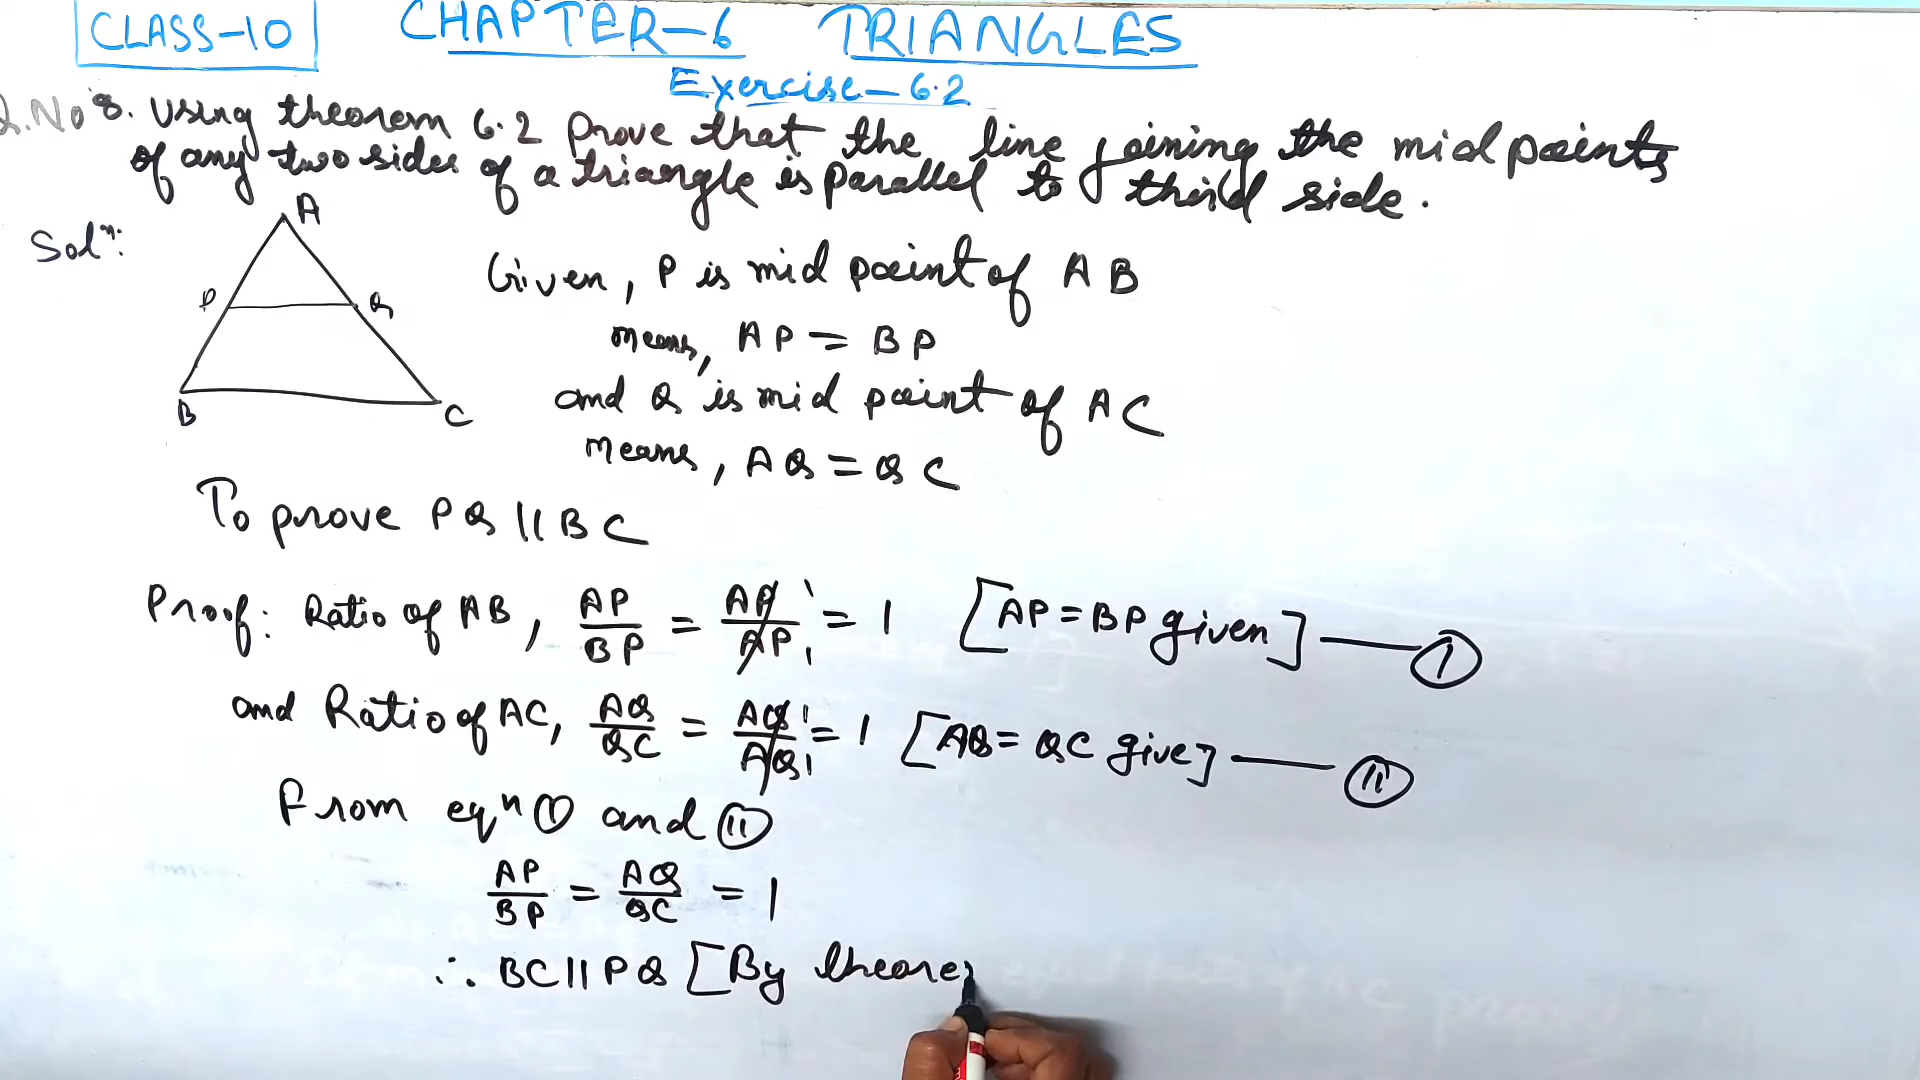 CLASS-10 CHAPTER-6 TRIANGLES
Exercise-6.2
Q.No 8. Using theorem 6.2 prove that the line joining the mid points
of any two sides of a triangle is parallel to third side.
Solⁿ:
A
P Q
B C
Given, P is mid point of AB
means, AP = BP
and Q is mid point of AC
means, AQ = QC
To prove PQ || BC
Proof: Ratio of AB, AP/BP = AP/AP = 1 [AP = BP given] — (I)
and Ratio of AC, AQ/QC = AQ/AQ = 1 [AQ = QC give] — (II)
From eqⁿ (I) and (II)
AP/BP = AQ/QC = 1
∴ BC || PQ [By theore